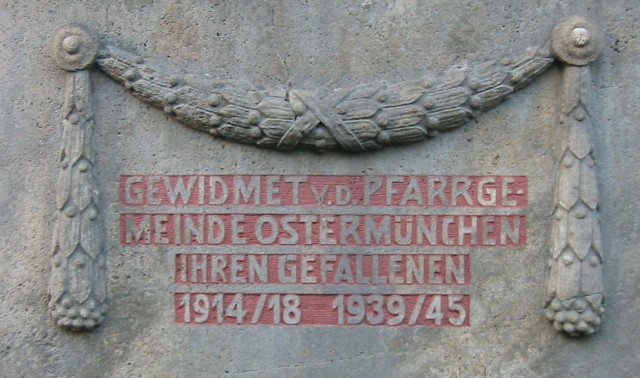 GEWIDMET v.D. PFARRGE-
MEINDE OSTERMÜNCHEN
IHREN GEFALLENEN
1914/18 1939/45